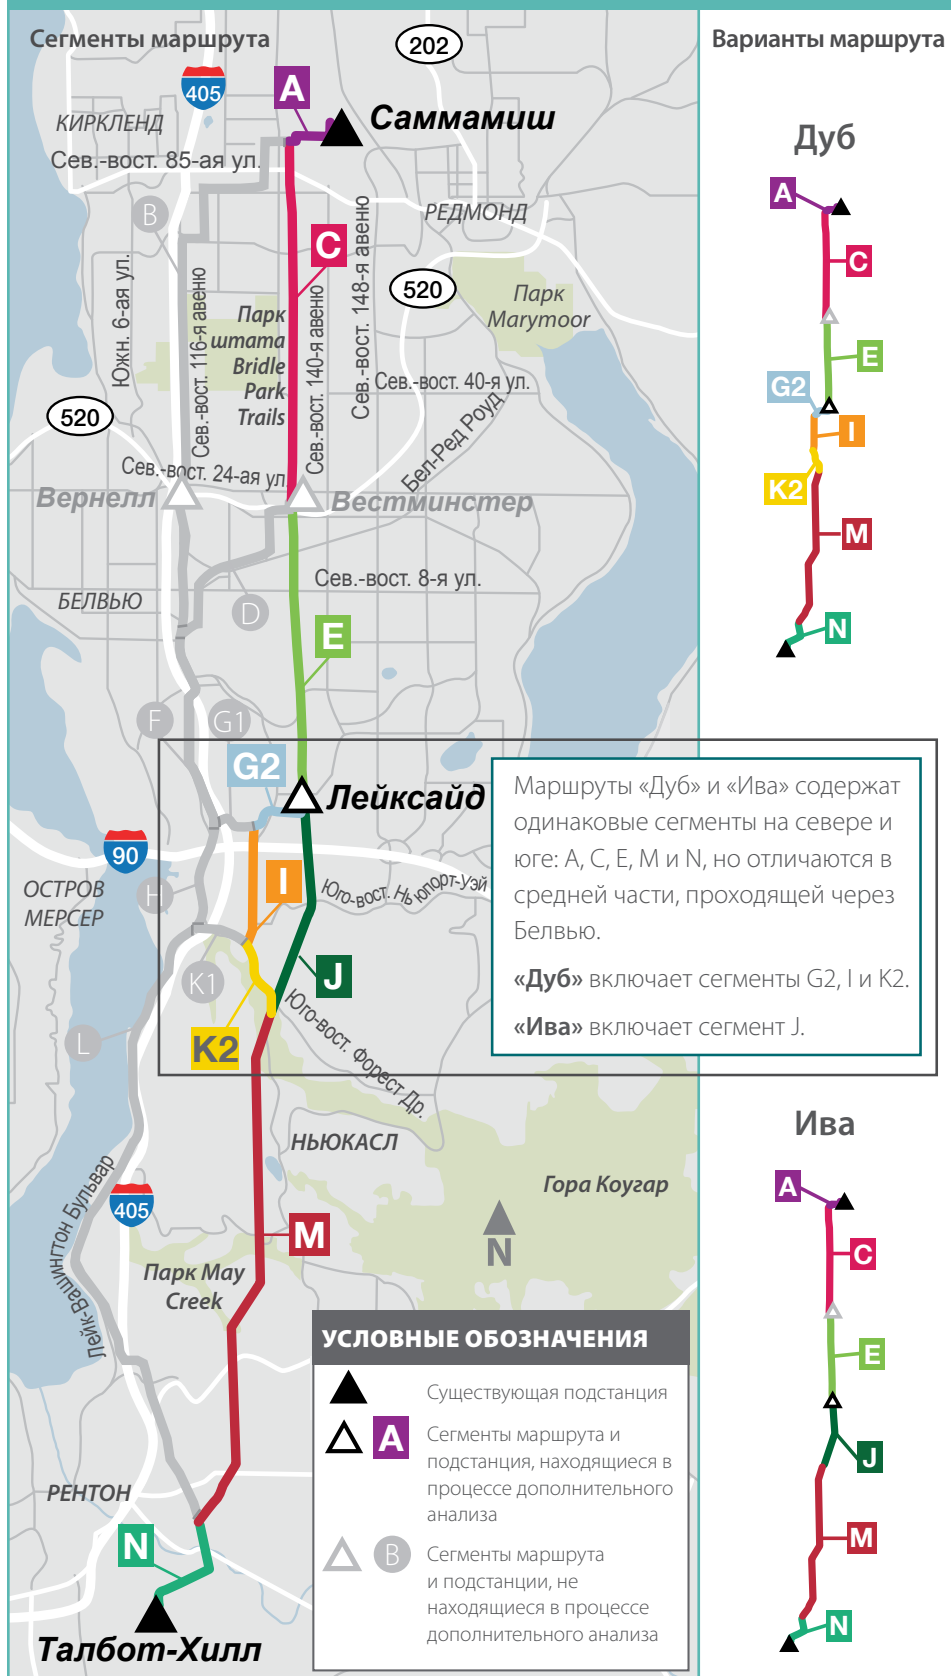 Сегменты маршрута
Варианты маршрута
202
405
A
Саммамиш
КИРКЛЕНД
Сев.-вост. 85-ая ул.
B
РЕДМОНД
C
520
Южн. 6-ая ул.
Сев.-вост. 116-я авеню
Сев.-вост. 140-я авеню
Сев.-вост. 148-я авеню
Парк
штата
Bridle
Park
Trails
Парк
Marymoor
Сев.-вост. 40-я ул.
520
Бел-Ред Роуд
Сев.-вост. 24-ая ул.
Вернелл
Вестминстер
Сев.-вост. 8-я ул.
БЕЛВЬЮ
D
E
F
G1
G2
Лейксайд
90
ОСТРОВ
МЕРСЕР
H
I
Юго-вост. Ньюпорт-Уэй
K1
J
K2
L
Юго-вост. Форест Др.
НЬЮКАСЛ
Гора Коугар
Лейк-Вашингтон Бульвар
405
M
N
Парк May
Creek
РЕНТОН
N
Талбот-Хилл
УСЛОВНЫЕ ОБОЗНАЧЕНИЯ
Существующая подстанция
A
Сегменты маршрута и
подстанция, находящиеся в
процессе дополнительного
анализа
B
Сегменты маршрута
и подстанции, не
находящиеся в процессе
дополнительного анализа
Дуб
A
C
E
G2
I
K2
M
N
Маршруты «Дуб» и «Ива» содержат
одинаковые сегменты на севере и
юге: A, C, E, M и N, но отличаются в
средней части, проходящей через
Белвью.
«Дуб» включает сегменты G2, I и K2.
«Ива» включает сегмент J.
Ива
A
C
E
J
M
N